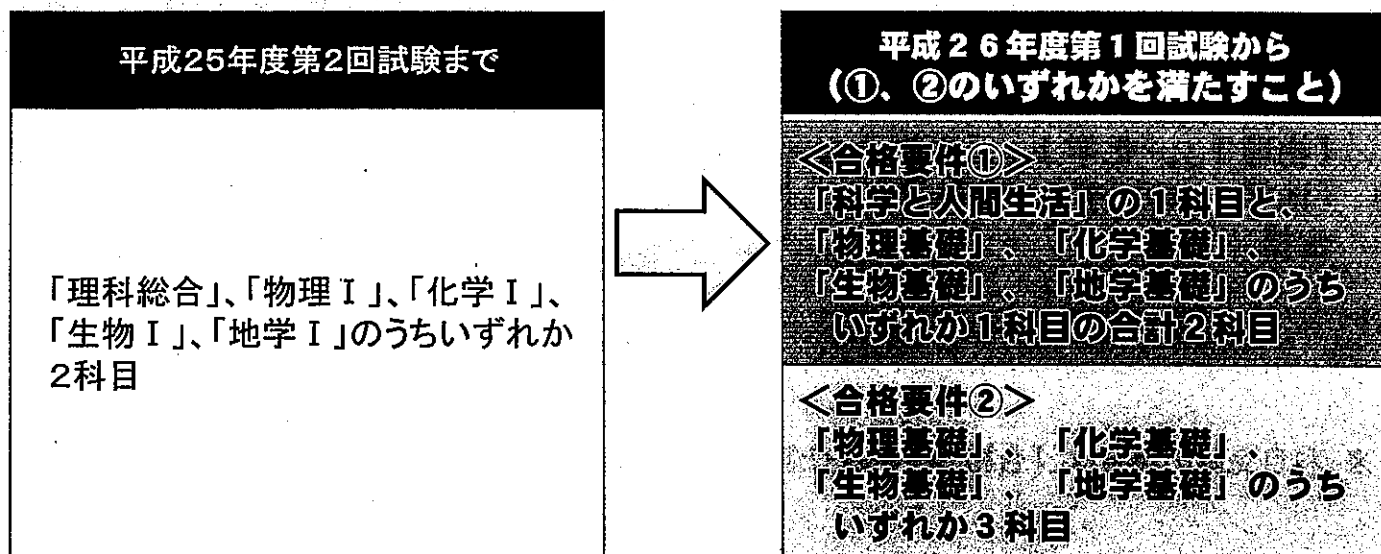 平成25年度第2回試験まで
「理科総合」、「物理Ⅰ」、「化学Ⅰ」、
「生物Ⅰ」、「地学Ⅰ」のうちいずれか
2科目
平成26年度第1回試験から
（①、②のいずれかを満たすこと）
＜合格要件①＞
「科学と人間生活」の1科目と、
「物理基礎」、「化学基礎」、
「生物基礎」、「地学基礎」のうち
いずれか1科目の合計2科目
＜合格要件②＞
「物理基礎」、「化学基礎」、
「生物基礎」、「地学基礎」のうち
いずれか3科目